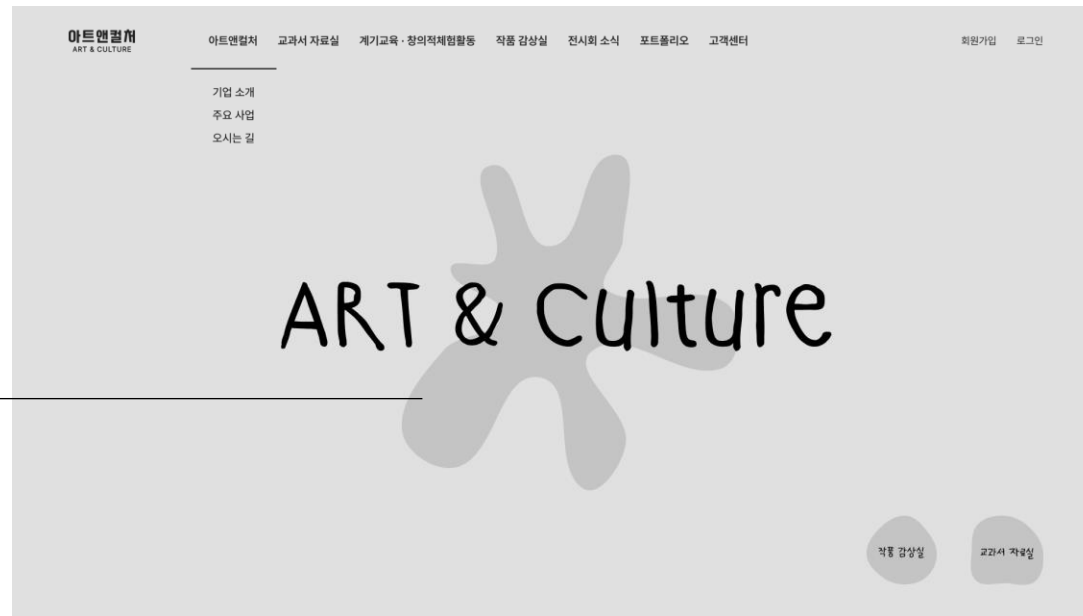 아트앤컬처
ART & CULTURE
아트앤컬처 교과서 자료실 계기교육 · 창의적체험활동 작품 감상실 전시회 소식 포트폴리오 고객센터 회원가입 로그인
기업 소개
주요 사업
오시는 길
ART & Culture
작품 감상실 교과서 자료실